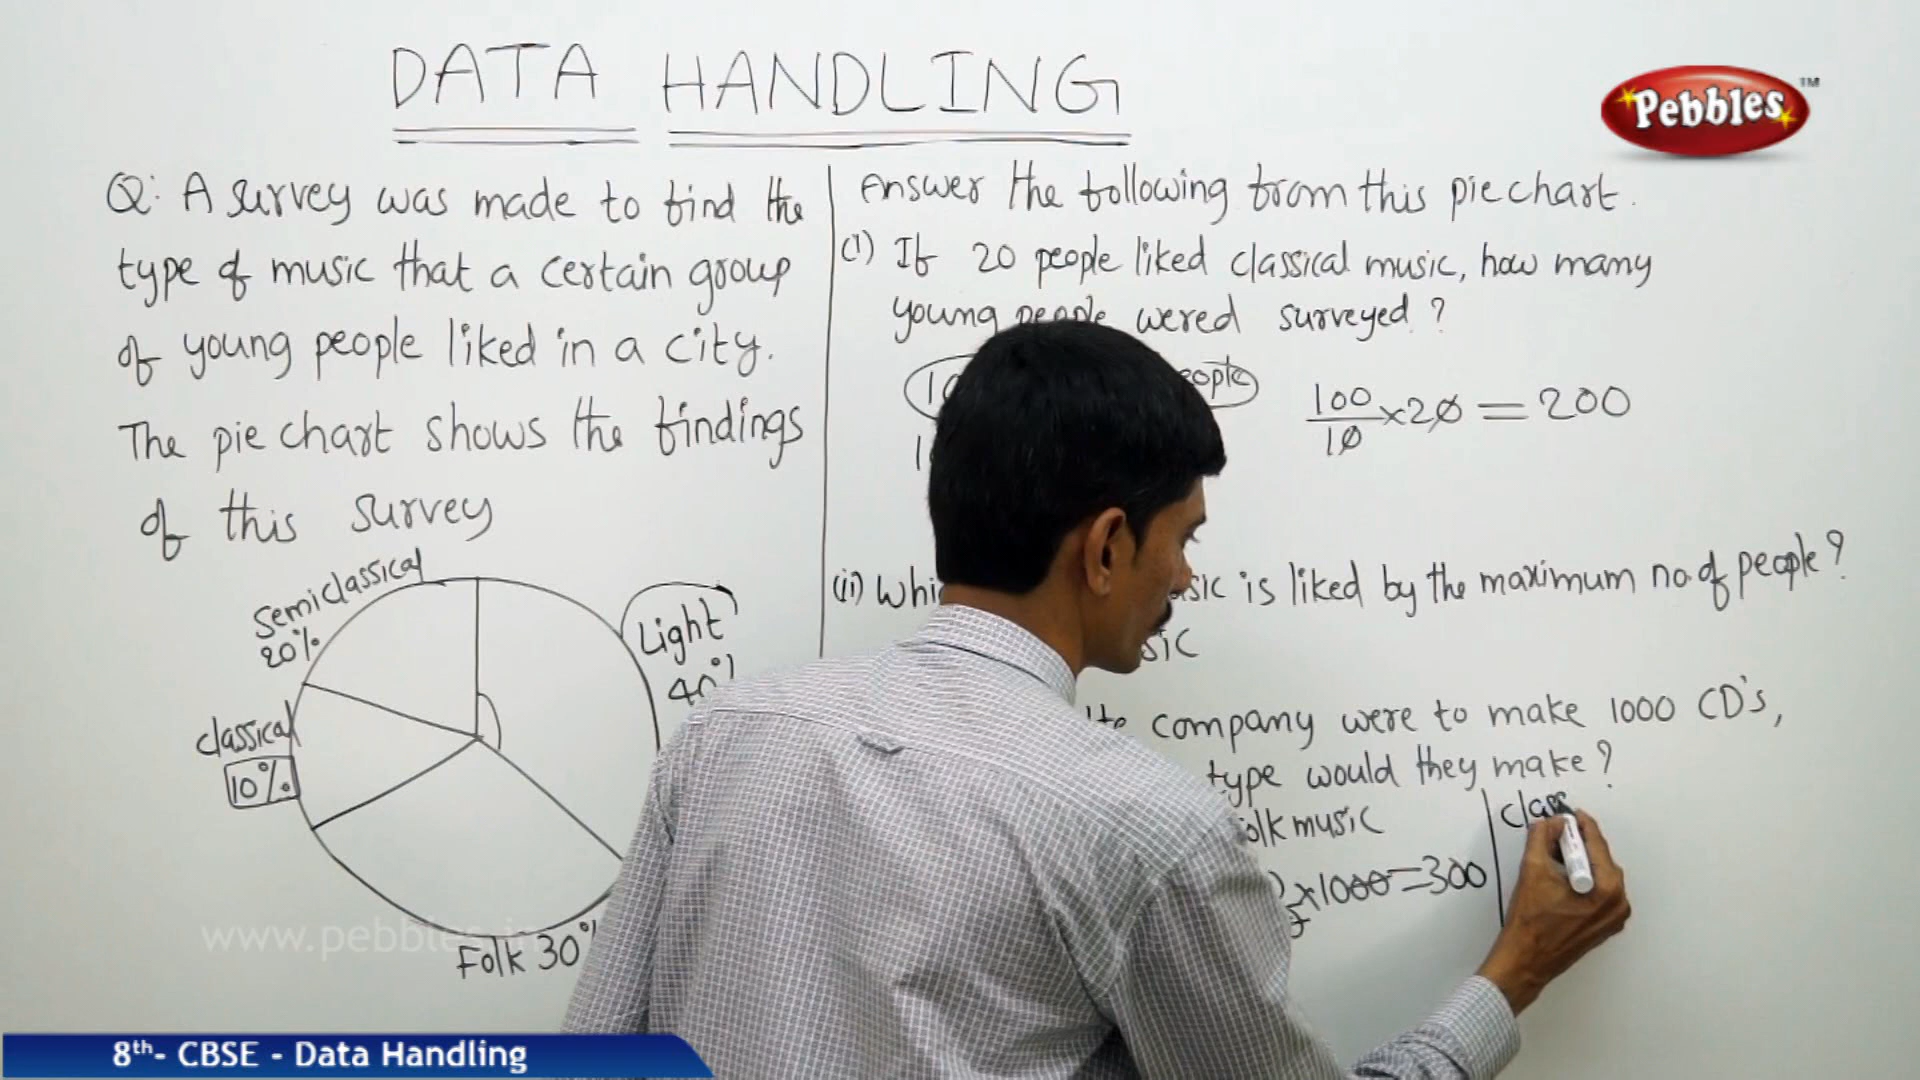 DATA HANDLING
Pebbles TM
Q: A survey was made to find the
type of music that a certain group
of young people liked in a city.
The pie chart shows the findings
of this survey
Semi classical
20%
classical
10%
Light
Folk 30%
Answer the following from this pie chart.
(i) If 20 people liked classical music, how many
young people wered surveyed?
100/10 × 20 = 200
(ii) is liked by the maximum no. of people?
company were to make 1000 CD's,
type would they make?
music
×1000=300
www.pebbles.in
8th- CBSE - Data Handling